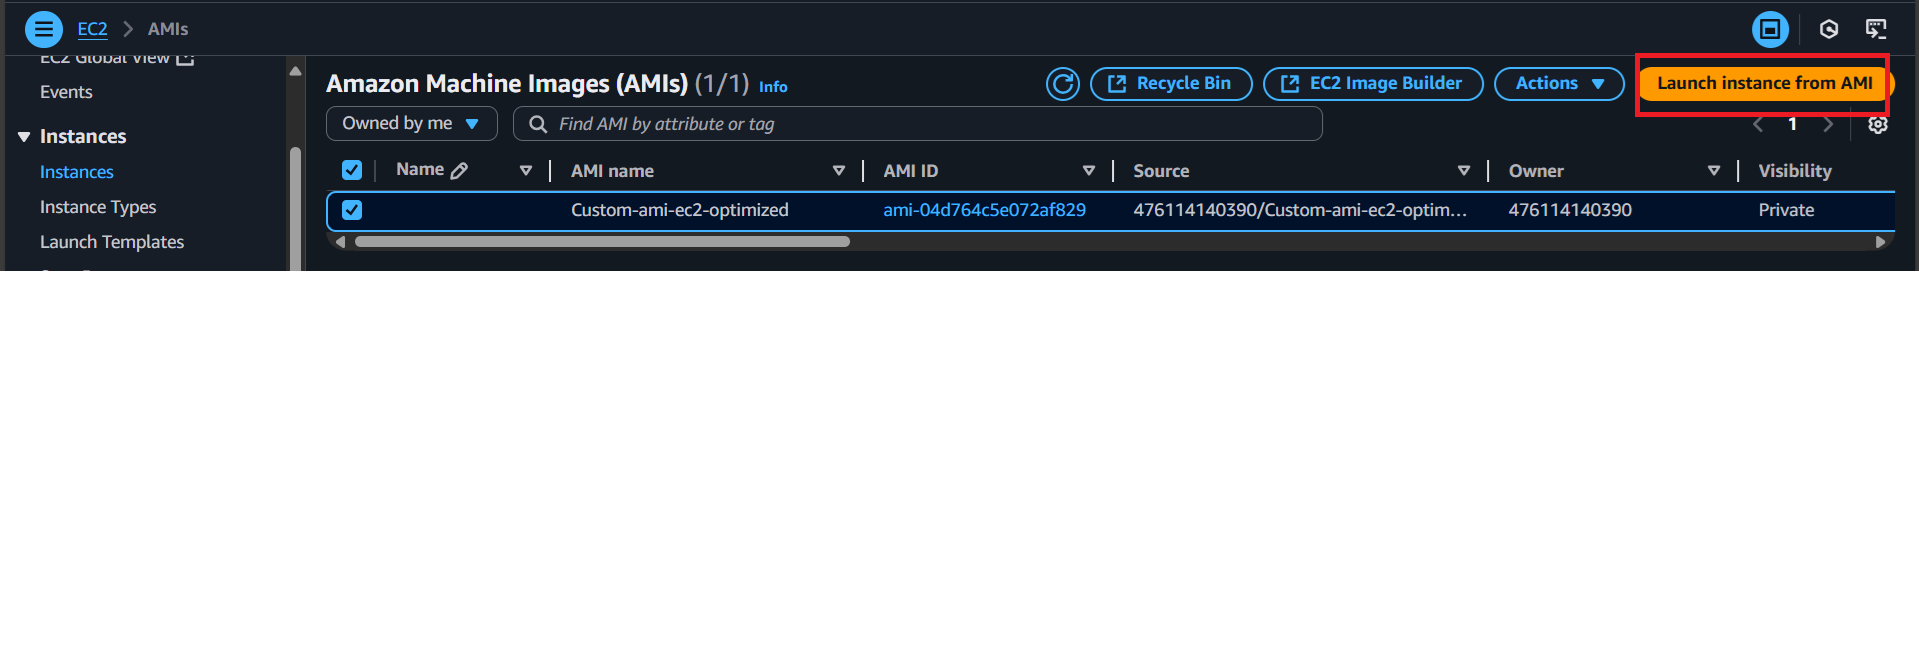 EC2 > AMIs
EC2 Global View
Events
Instances
Instances
Instance Types
Launch Templates
Amazon Machine Images (AMIs) (1/1) Info
Recycle Bin
EC2 Image Builder
Actions
Launch instance from AMI
Owned by me
Find AMI by attribute or tag
1
Name AMI name AMI ID Source Owner Visibility
Custom-ami-ec2-optimized ami-04d764c5e072af829 476114140390/Custom-ami-ec2-optim... 476114140390 Private